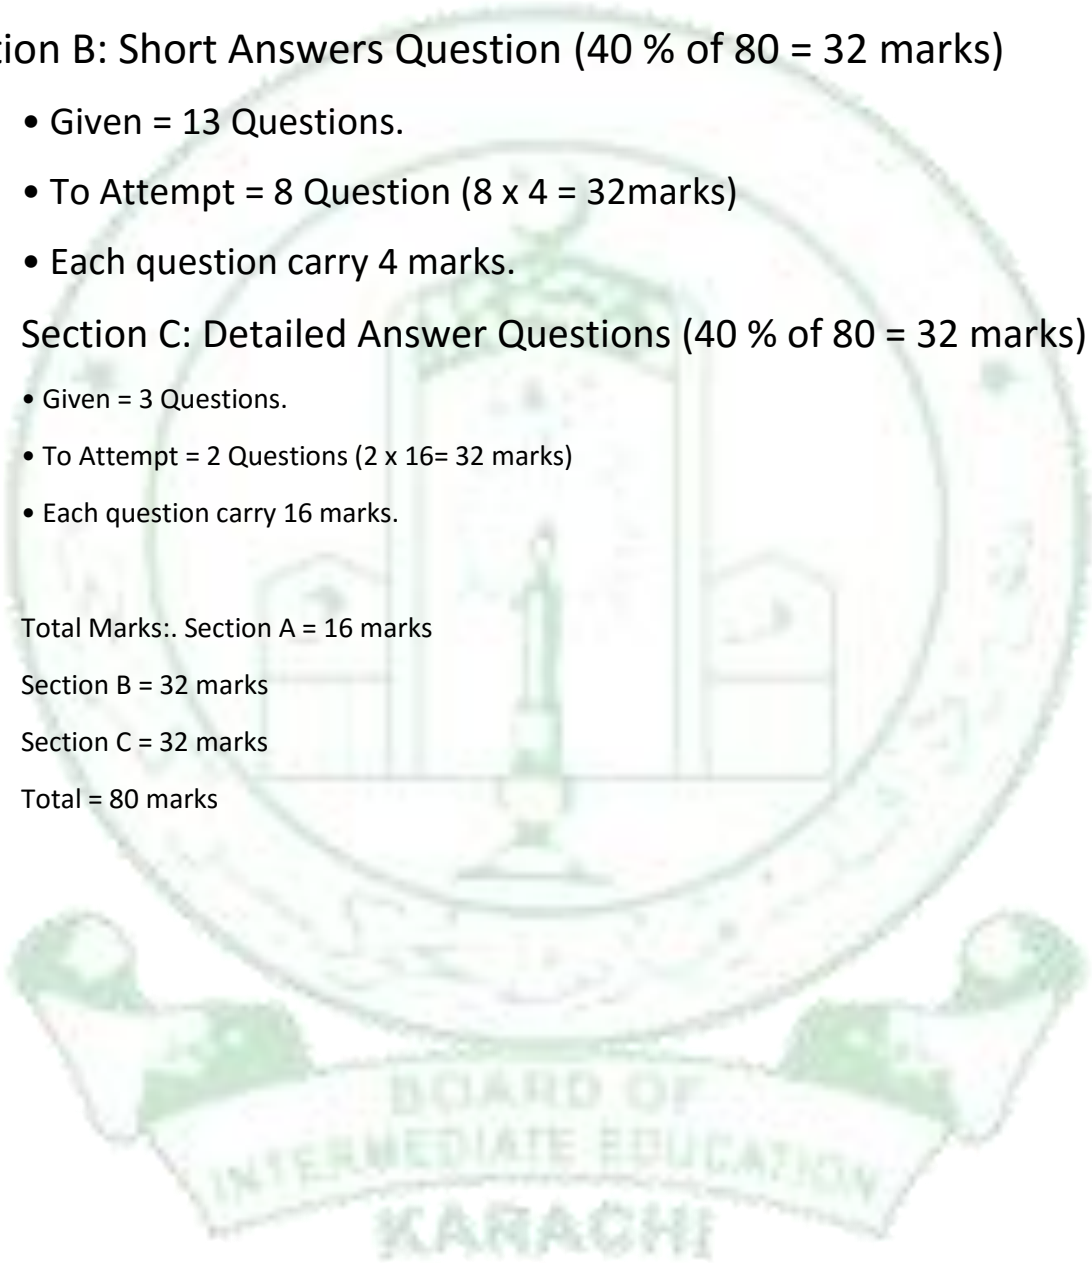 tion B: Short Answers Question (40 % of 80 = 32 marks)
• Given = 13 Questions.
• To Attempt = 8 Question (8 x 4 = 32marks)
• Each question carry 4 marks.
Section C: Detailed Answer Questions (40 % of 80 = 32 marks)
• Given = 3 Questions.
• To Attempt = 2 Questions (2 x 16= 32 marks)
• Each question carry 16 marks.
Total Marks:. Section A = 16 marks
Section B = 32 marks
Section C = 32 marks
Total = 80 marks
BOARD OF
INTERMEDIATE EDUCATION
KARACHI